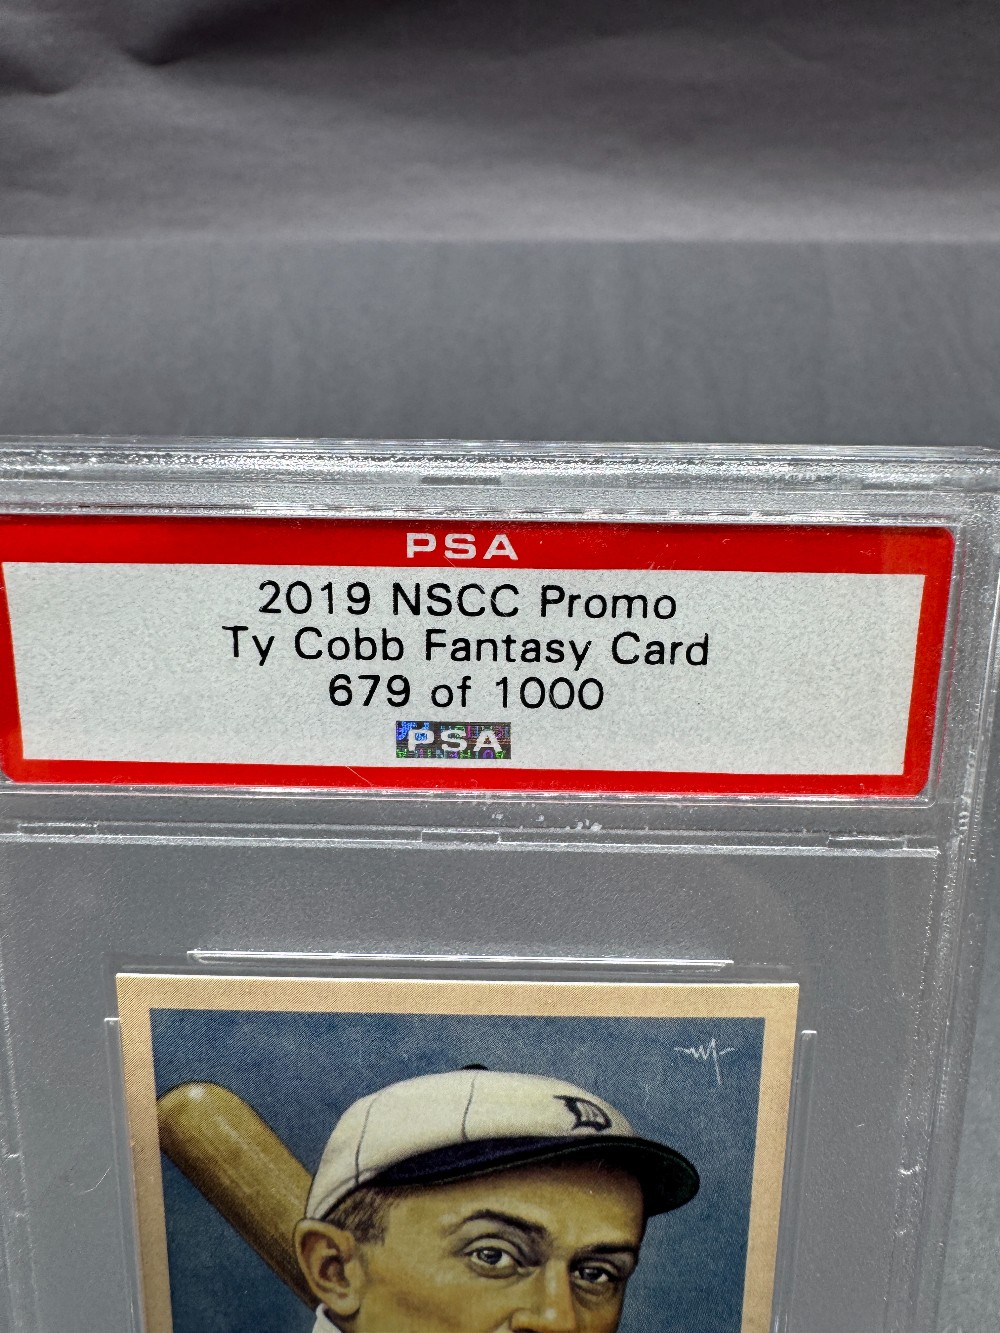 PSA
2019 NSCC Promo
Ty Cobb Fantasy Card
679 of 1000
PSA
D